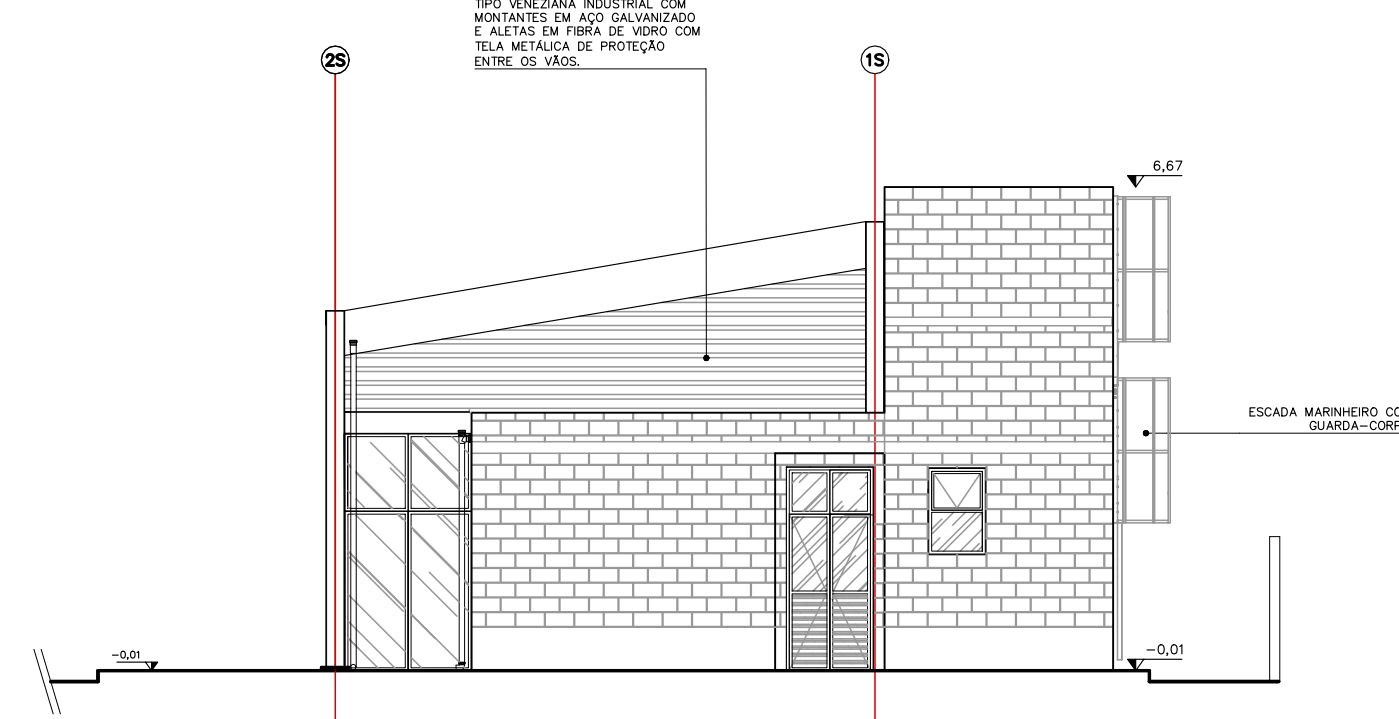 TIPO VENEZIANA INDUSTRIAL COM
MONTANTES EM AÇO GALVANIZADO
E ALETAS EM FIBRA DE VIDRO COM
TELA METÁLICA DE PROTEÇÃO
ENTRE OS VÃOS.
2S
1S
6,67
ESCADA MARINHEIRO CO
GUARDA-CORP
-0,01
-0,01